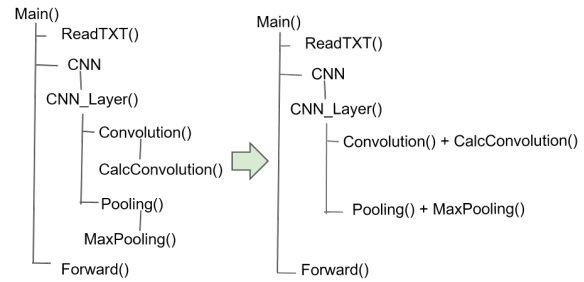 Main()
ReadTXT()
CNN
CNN_Layer()
Convolution()
CalcConvolution()
Pooling()
MaxPooling()
Forward()
Main()
ReadTXT()
CNN
CNN_Layer()
Convolution() + CalcConvolution()
Pooling() + MaxPooling()
Forward()